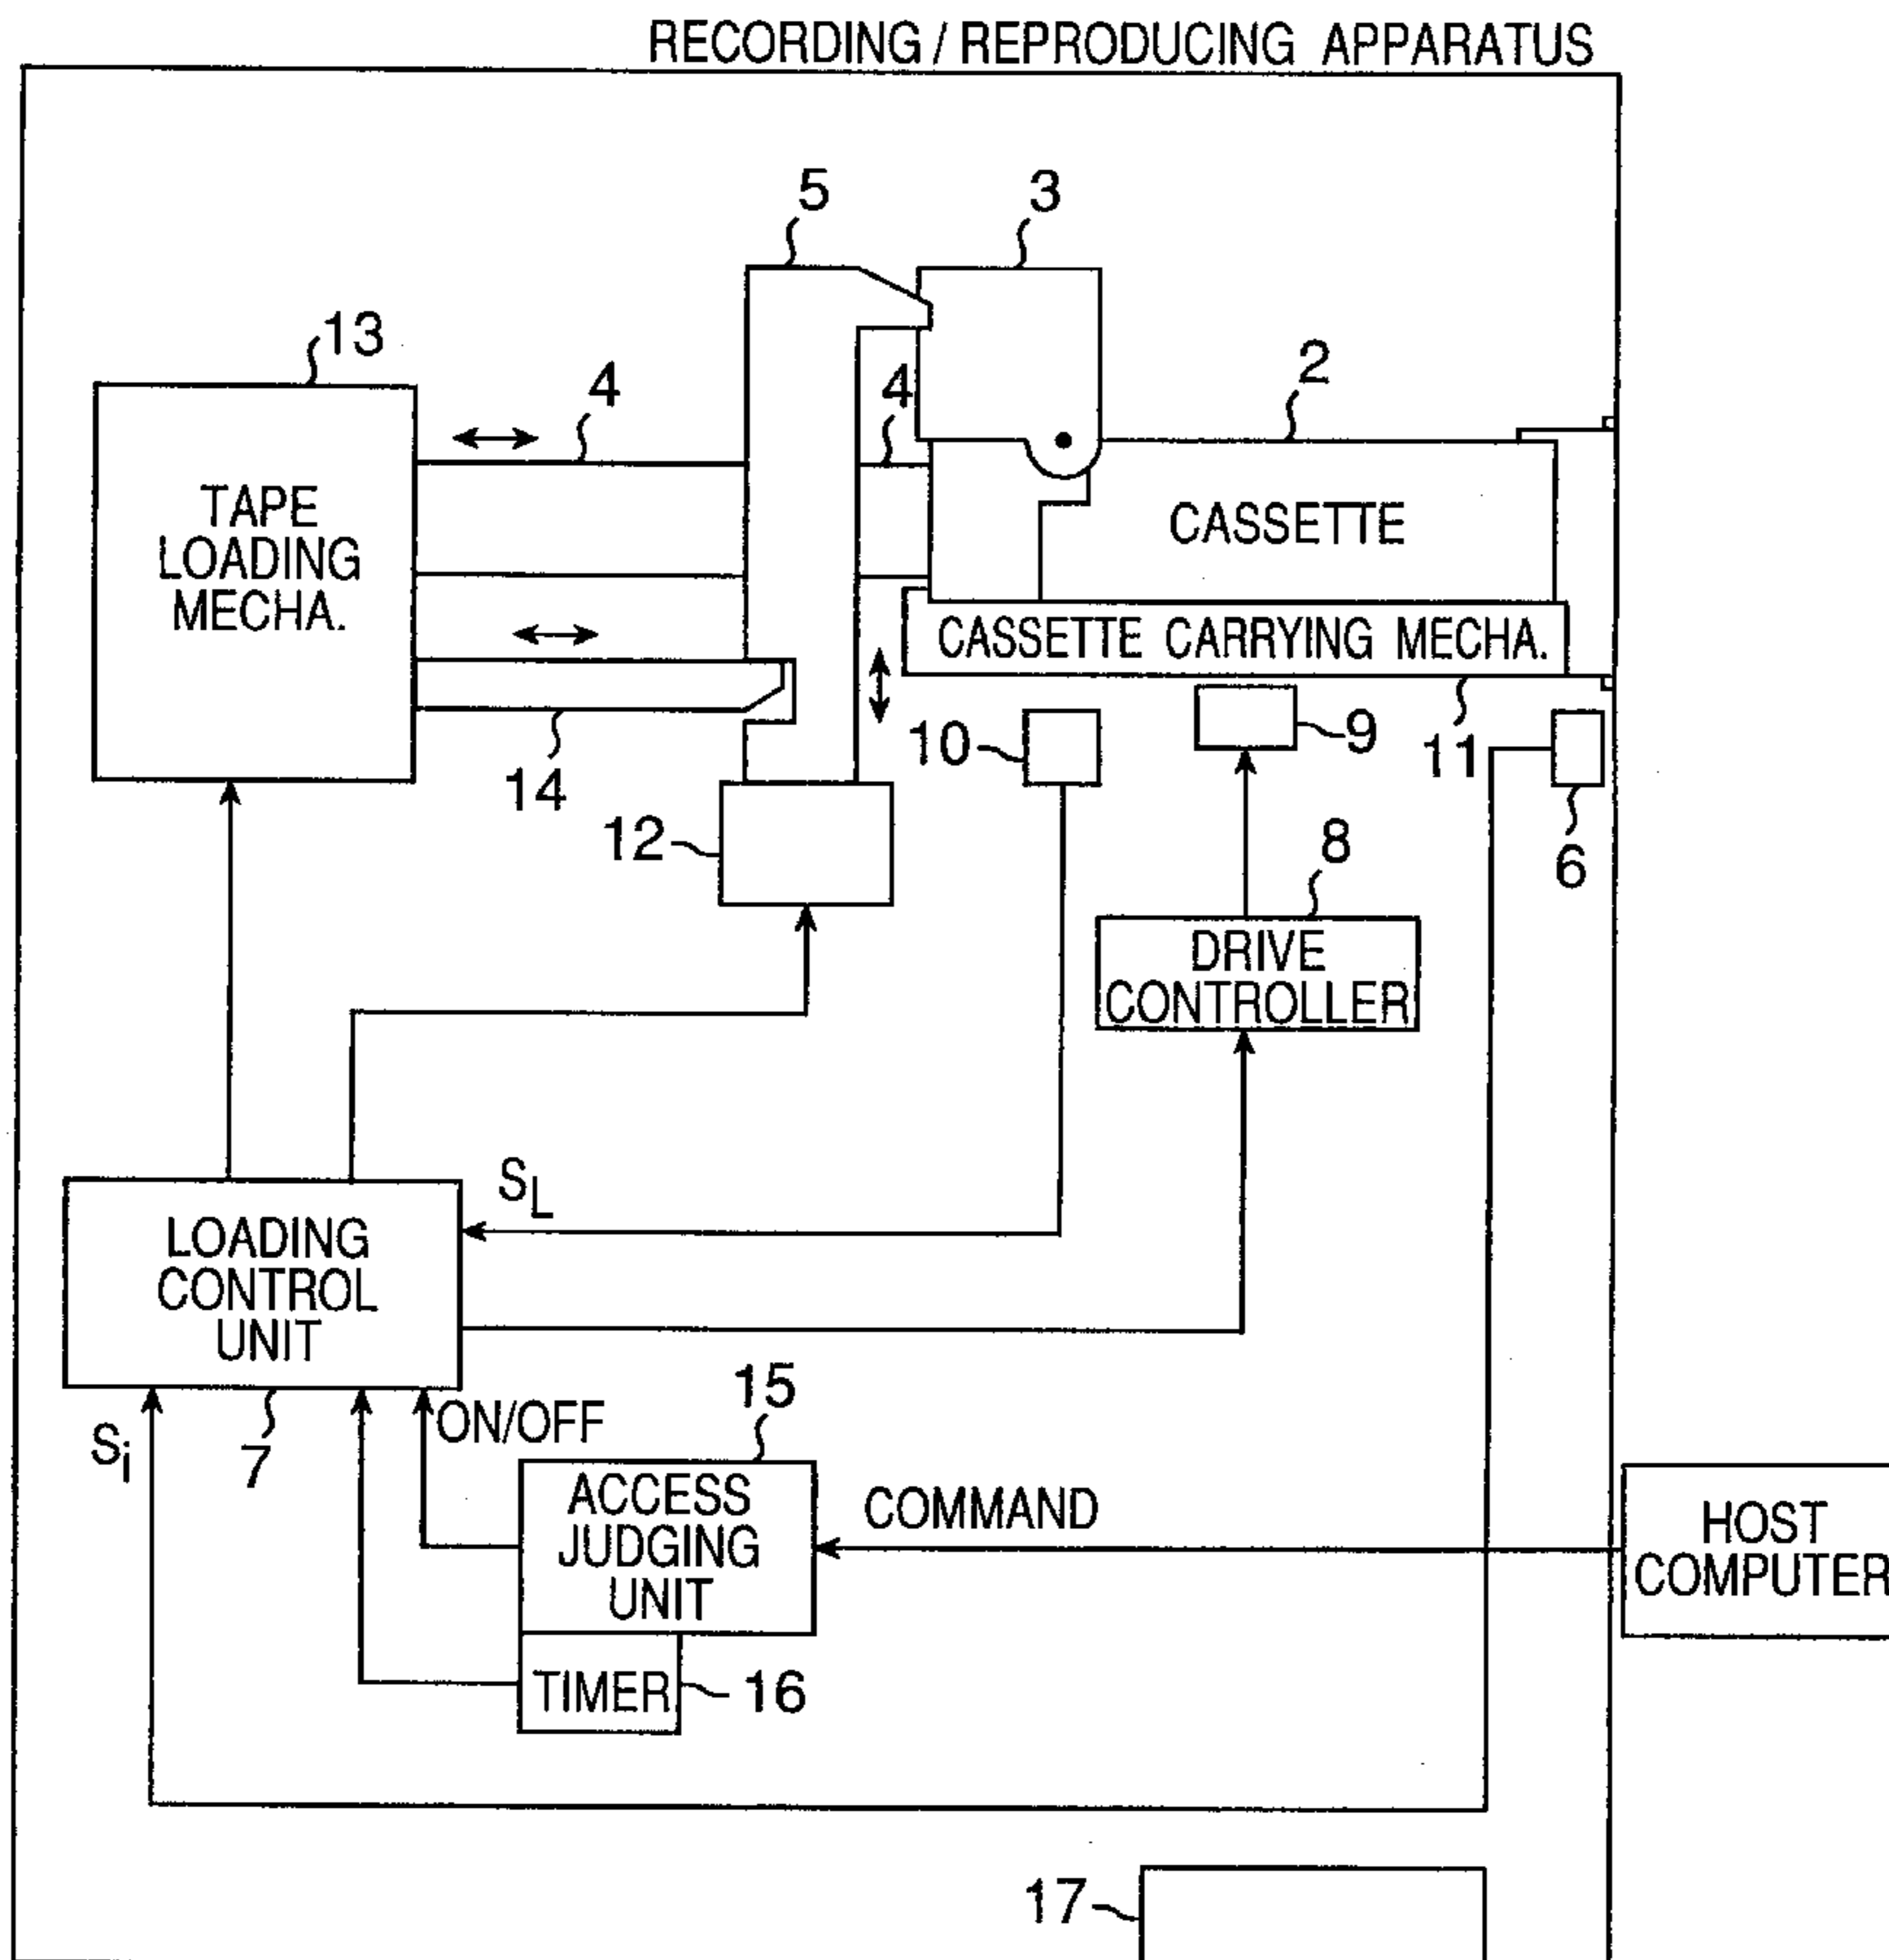 RECORDING / REPRODUCING APPARATUS
5
3
13
4
4
2
TAPE
LOADING
MECHA.
CASSETTE
CASSETTE CARRYING MECHA.
14
10
9
11
6
12
8
DRIVE
CONTROLLER
SL
LOADING
CONTROL
UNIT
Si
7
ON/OFF
15
ACCESS
JUDGING
UNIT
COMMAND
HOST
COMPUTER
TIMER
16
17